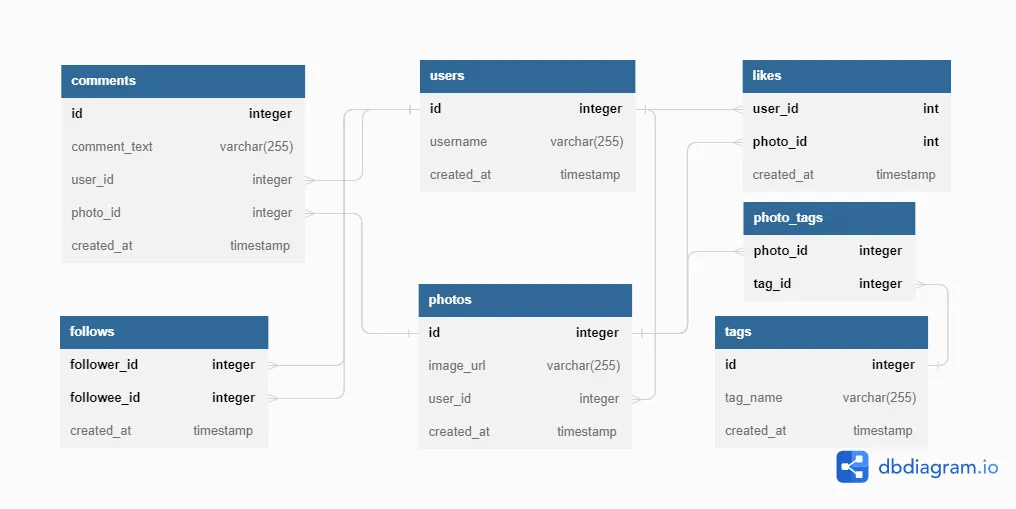 comments
id integer
comment_text varchar(255)
user_id integer
photo_id integer
created_at timestamp
users
id integer
username varchar(255)
created_at timestamp
likes
user_id int
photo_id int
created_at timestamp
photo_tags
photo_id integer
tag_id integer
follows
follower_id integer
followee_id integer
created_at timestamp
photos
id integer
image_url varchar(255)
user_id integer
created_at timestamp
tags
id integer
tag_name varchar(255)
created_at timestamp
dbdiagram.io